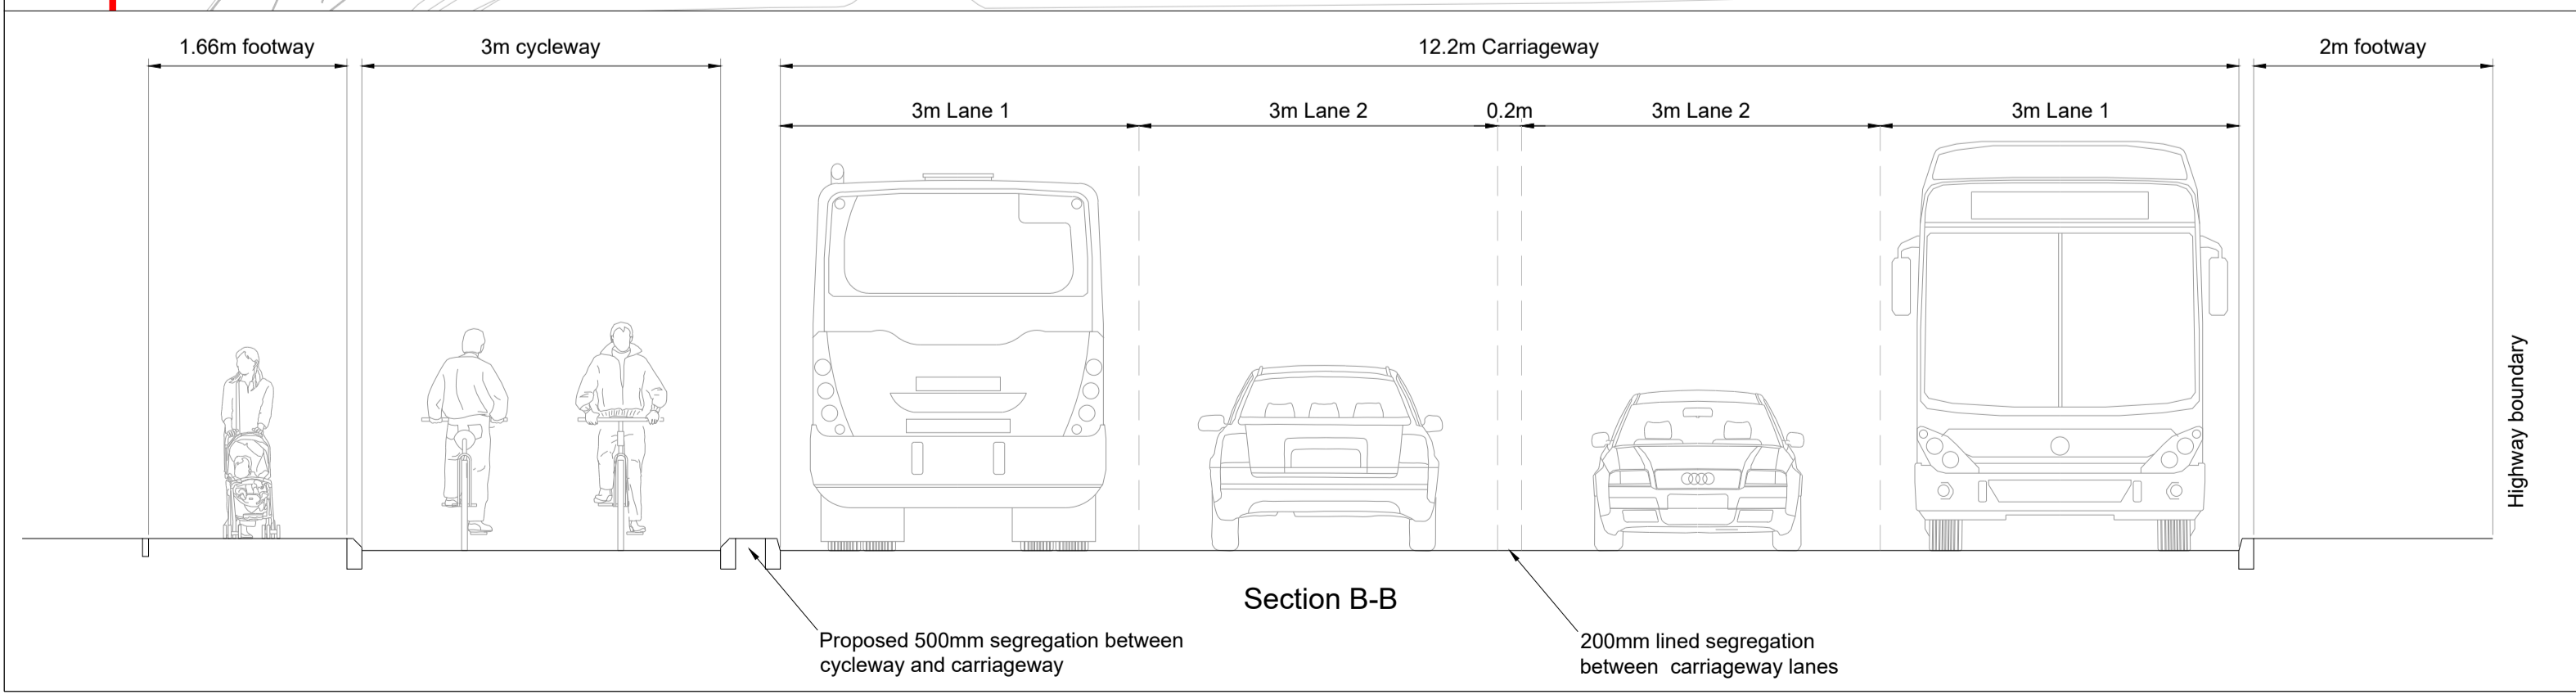 1.66m footway
3m cycleway
12.2m Carriageway
2m footway
3m Lane 1
3m Lane 2
0.2m
3m Lane 2
3m Lane 1
Highway boundary
Section B-B
Proposed 500mm segregation between
cycleway and carriageway
200mm lined segregation
between carriageway lanes